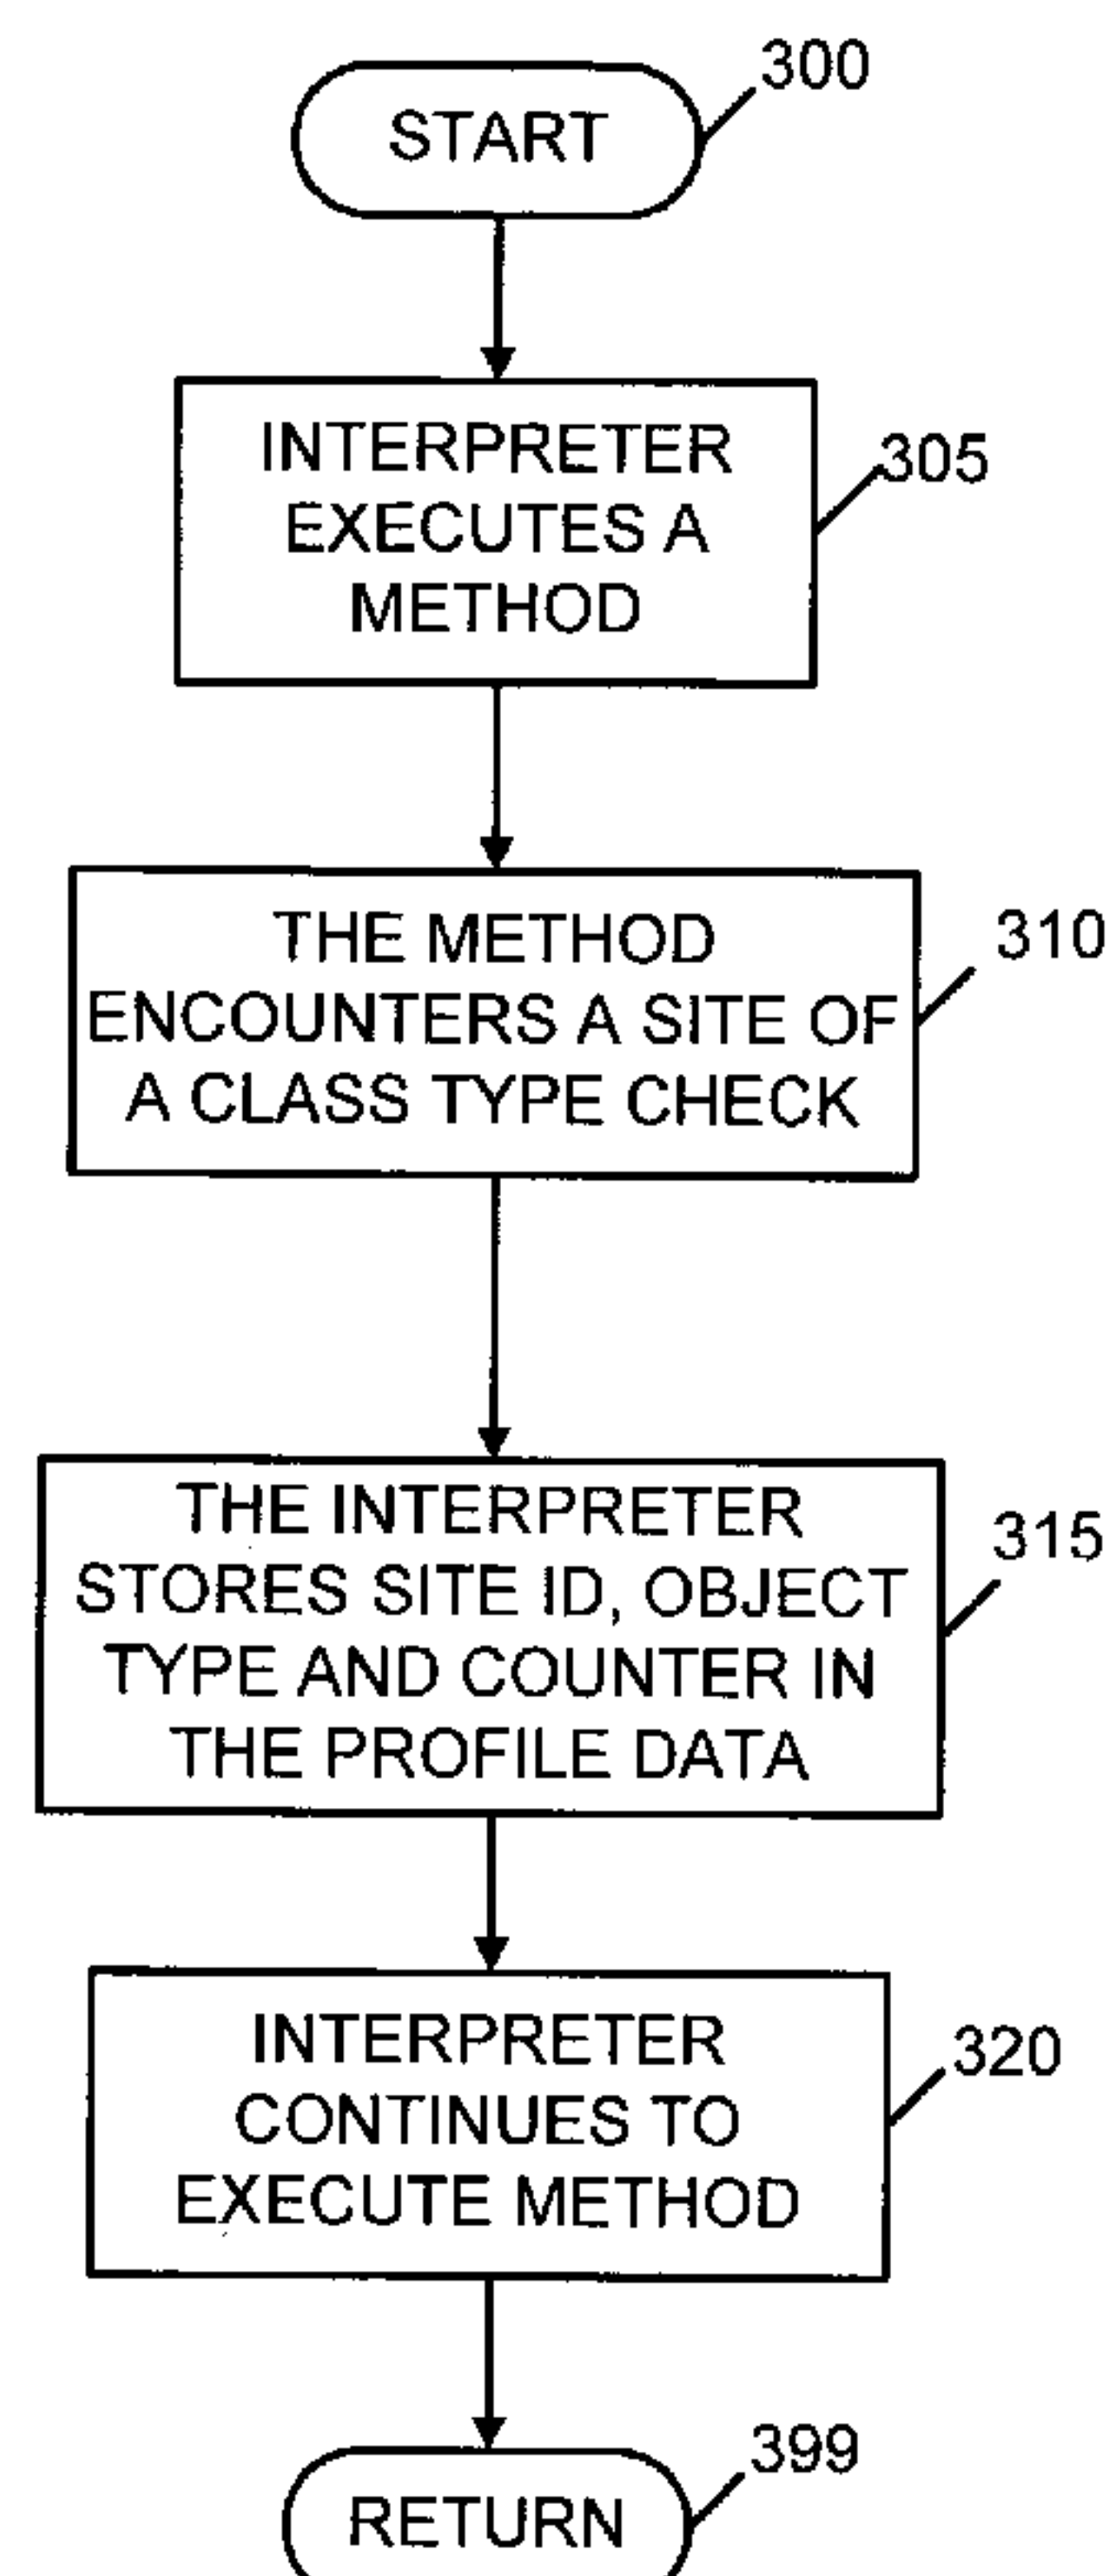 300
START
INTERPRETER
EXECUTES A
METHOD
305
THE METHOD
ENCOUNTERS A SITE OF
A CLASS TYPE CHECK
310
THE INTERPRETER
STORES SITE ID, OBJECT
TYPE AND COUNTER IN
THE PROFILE DATA
315
INTERPRETER
CONTINUES TO
EXECUTE METHOD
320
399
RETURN